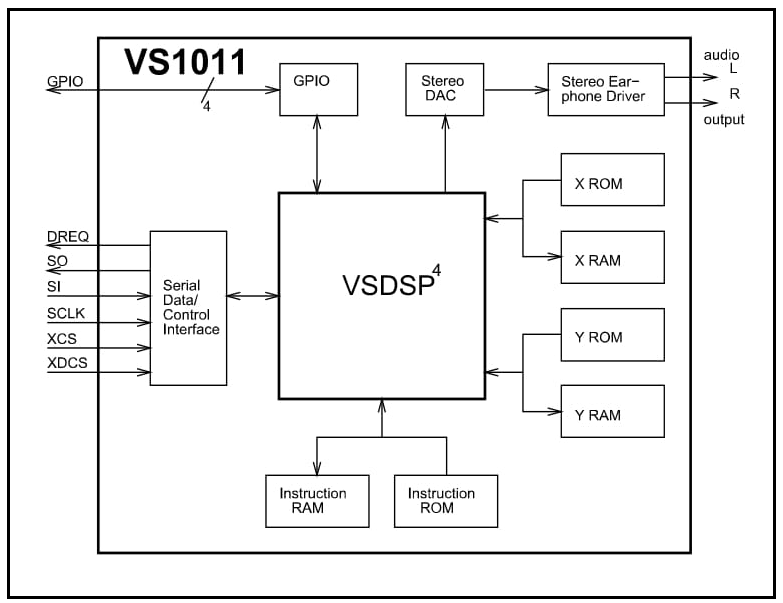 VS1011
GPIO
4
GPIO
Stereo
DAC
Stereo Ear-
phone Driver
audio
L
R
output
X ROM
X RAM
DREQ
SO
SI
SCLK
XCS
XDCS
Serial
Data/
Control
Interface
VSDSP4
Y ROM
Y RAM
Instruction
RAM
Instruction
ROM